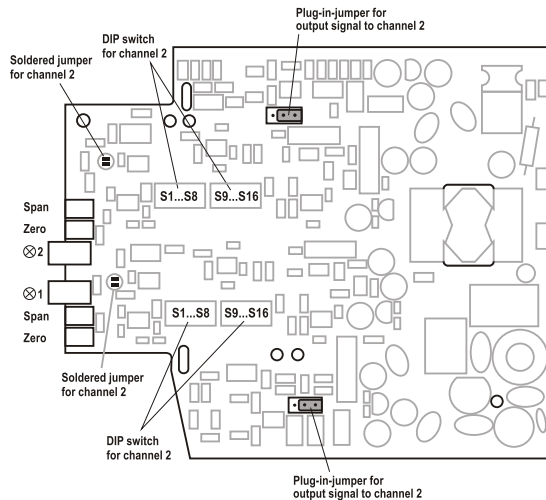 Plug-in-jumper for
output signal to channel 2
DIP switch
for channel 2
Soldered jumper
for channel 2
S1...S8
S9...S16
Span
Zero
⊗2
⊗1
Span
Zero
S1...S8
S9...S16
Soldered jumper
for channel 2
DIP switch
for channel 2
Plug-in-jumper for
output signal to channel 2